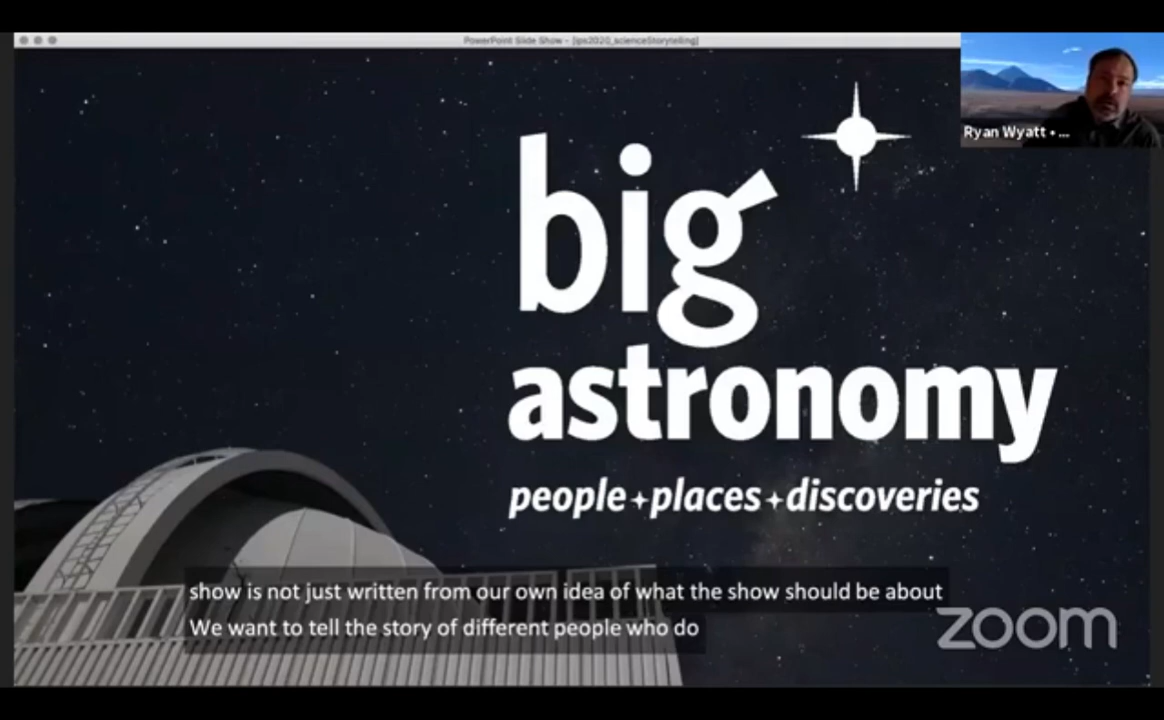 PowerPoint Slide Show - [ips2020_scienceStorytelling]
Ryan Wyatt • ...
big
astronomy
people+places+discoveries
show is not just written from our own idea of what the show should be about
We want to tell the story of different people who do
zoom